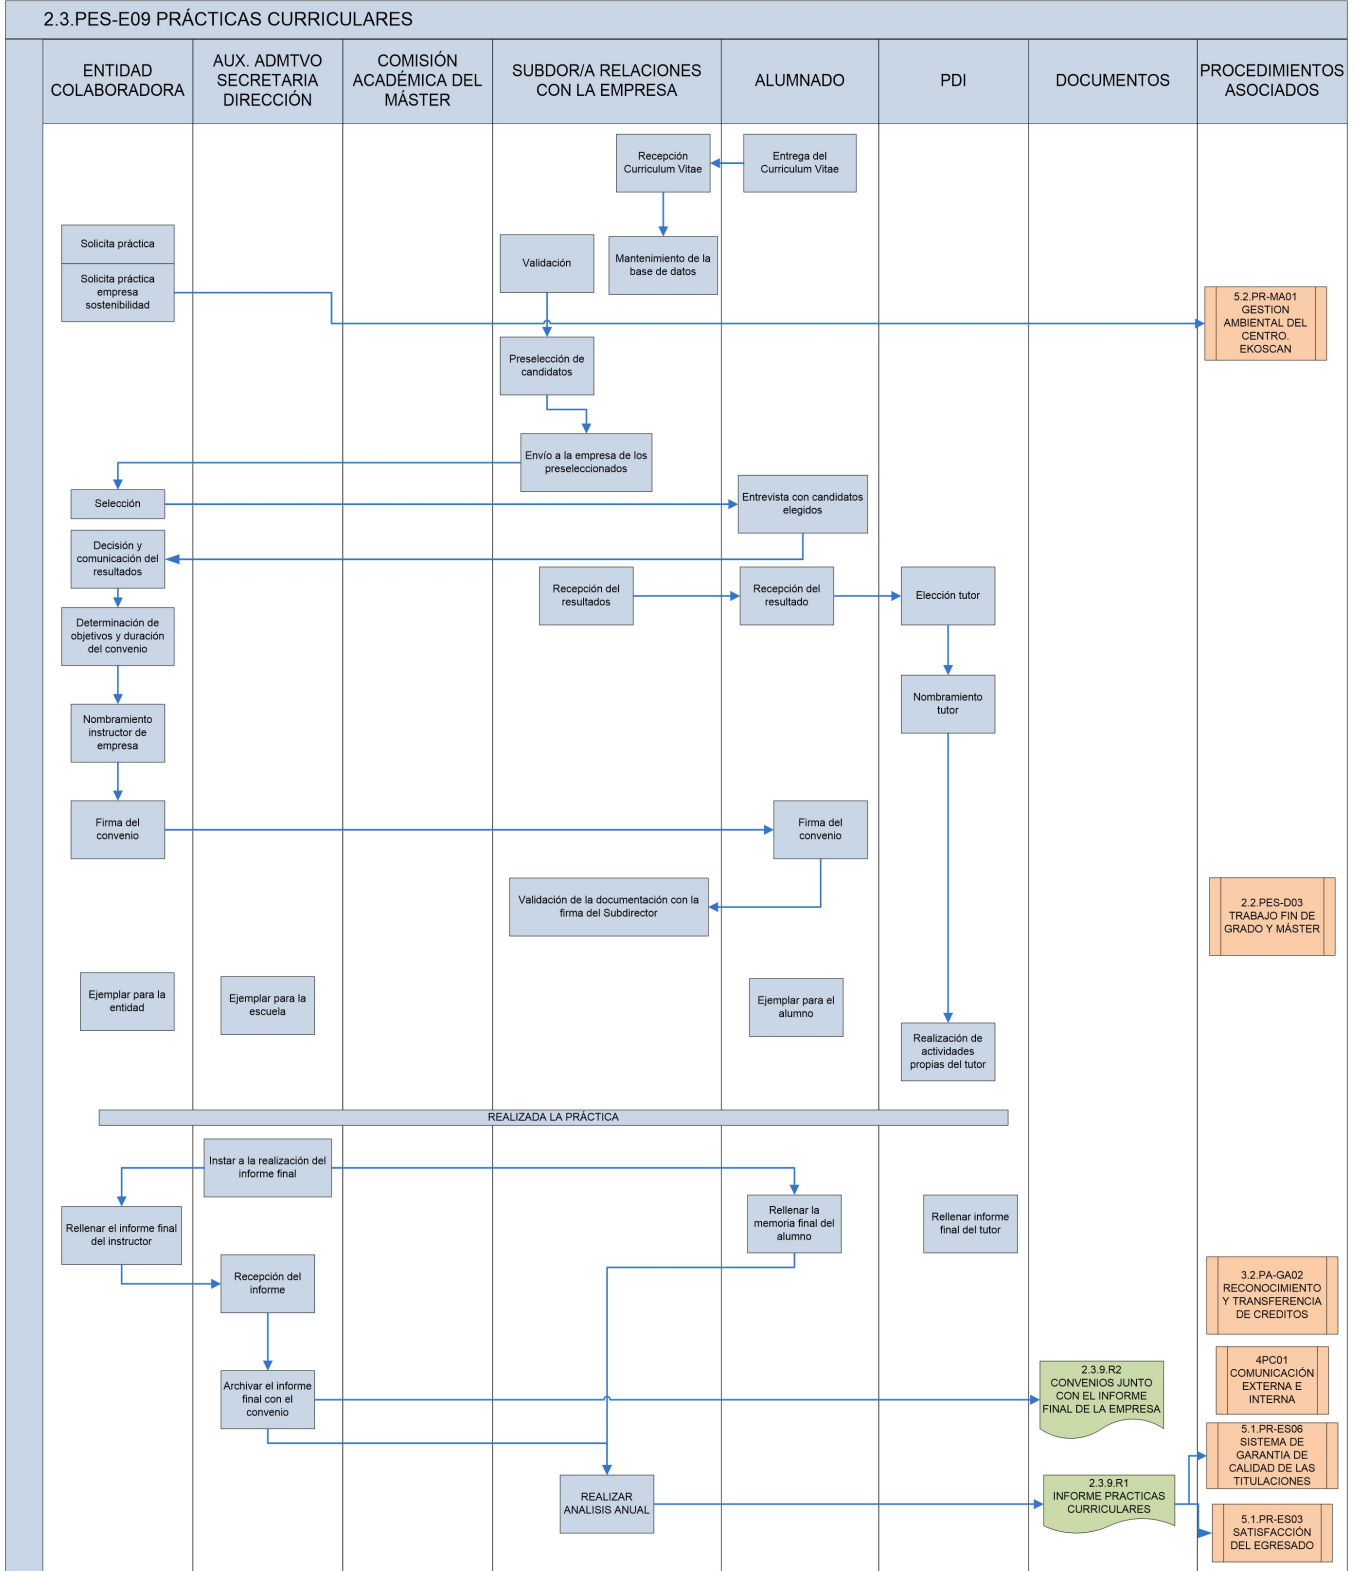 2.3.PES-E09 PRÁCTICAS CURRICULARES
ENTIDAD
COLABORADORA
AUX. ADMTVO
SECRETARIA
DIRECCIÓN
COMISIÓN
ACADÉMICA DEL
MÁSTER
SUBDOR/A RELACIONES
CON LA EMPRESA
ALUMNADO
PDI
DOCUMENTOS
PROCEDIMIENTOS
ASOCIADOS
Recepción
Curriculum Vitae
Entrega del
Curriculum Vitae
Solicita práctica
Solicita práctica
empresa
sostenibilidad
Validación
Mantenimiento de la
base de datos
5.2.PR-MA01
GESTION
AMBIENTAL DEL
CENTRO.
EKOSCAN
Preselección de
candidatos
Envío a la empresa de los
preseleccionados
Selección
Entrevista con candidatos
elegidos
Decisión y
comunicación del
resultados
Recepción del
resultados
Recepción del
resultado
Elección tutor
Determinación de
objetivos y duración
del convenio
Nombramiento
tutor
Nombramiento
instructor de
empresa
Firma del
convenio
Firma del
convenio
Validación de la documentación con la
firma del Subdirector
2.2.PES-D03
TRABAJO FIN DE
GRADO Y MÁSTER
Ejemplar para la
entidad
Ejemplar para la
escuela
Ejemplar para el
alumno
Realización de
actividades
propias del tutor
REALIZADA LA PRÁCTICA
Instar a la realización del
informe final
Rellenar el informe final
del instructor
Rellenar la
memoria final del
alumno
Rellenar informe
final del tutor
Recepción del
informe
3.2.PA-GA02
RECONOCIMIENTO
Y TRANSFERENCIA
DE CREDITOS
Archivar el informe
final con el
convenio
2.3.9.R2
CONVENIOS JUNTO
CON EL INFORME
FINAL DE LA EMPRESA
4PC01
COMUNICACIÓN
EXTERNA E
INTERNA
5.1.PR-ES06
SISTEMA DE
GARANTIA DE
CALIDAD DE LAS
TITULACIONES
REALIZAR
ANALISIS ANUAL
2.3.9.R1
INFORME PRACTICAS
CURRICULARES
5.1.PR-ES03
SATISFACCIÓN
DEL EGRESADO